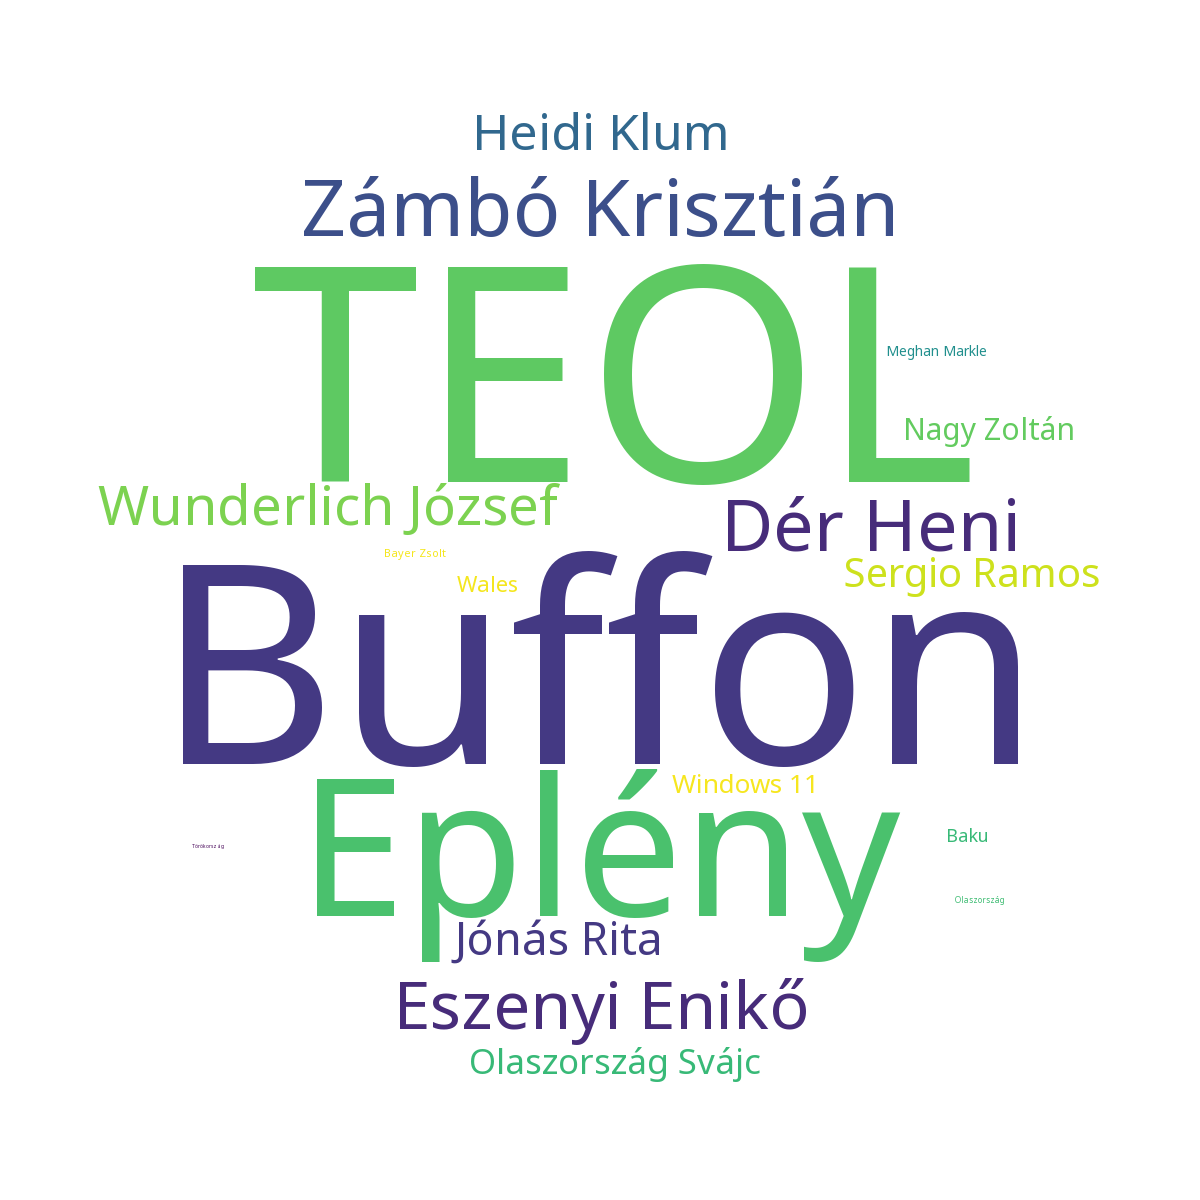 Heidi Klum
Zámbó Krisztián
TEOL
Meghan Markle
Nagy Zoltán
Wunderlich József
Dér Heni
Bayer Zsolt
Sergio Ramos
Wales
Buffon
Windows 11
Eplény
Baku
Törökország
Olaszország
Jónás Rita
Eszenyi Enikő
Olaszország Svájc